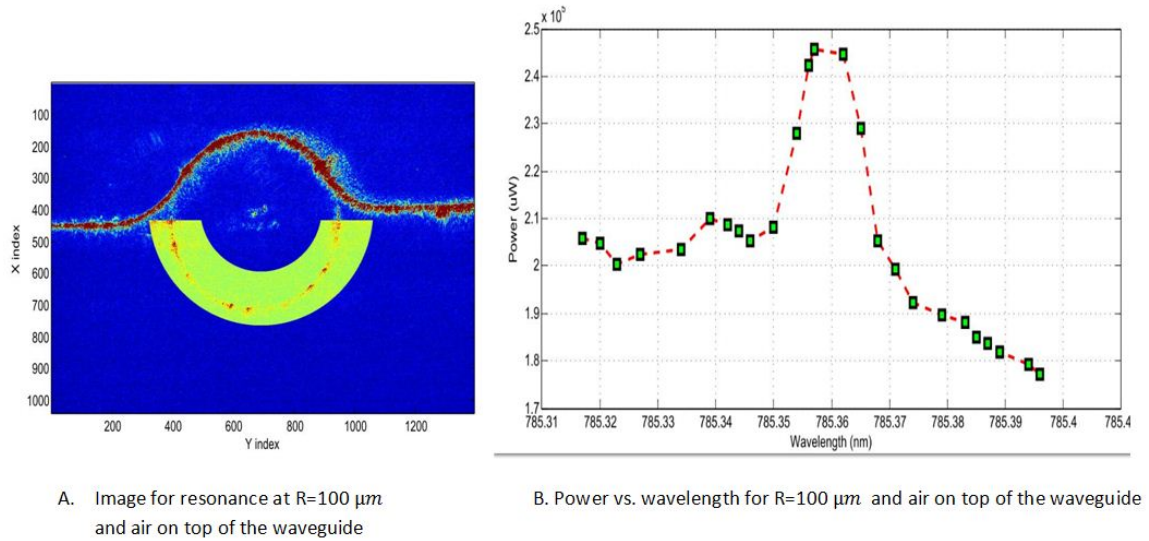 x 10⁵
2.5
2.4
2.3
2.2
2.1
2
1.9
1.8
1.7
Power (uW)
785.31 785.32 785.33 785.34 785.35 785.36 785.37 785.38 785.39 785.4 785.4
Wavelength (nm)
100
200
300
400
500
600
700
800
900
1000
X index
200 400 600 800 1000 1200
Y index
A. Image for resonance at R=100 μm
and air on top of the waveguide
B. Power vs. wavelength for R=100 μm and air on top of the waveguide